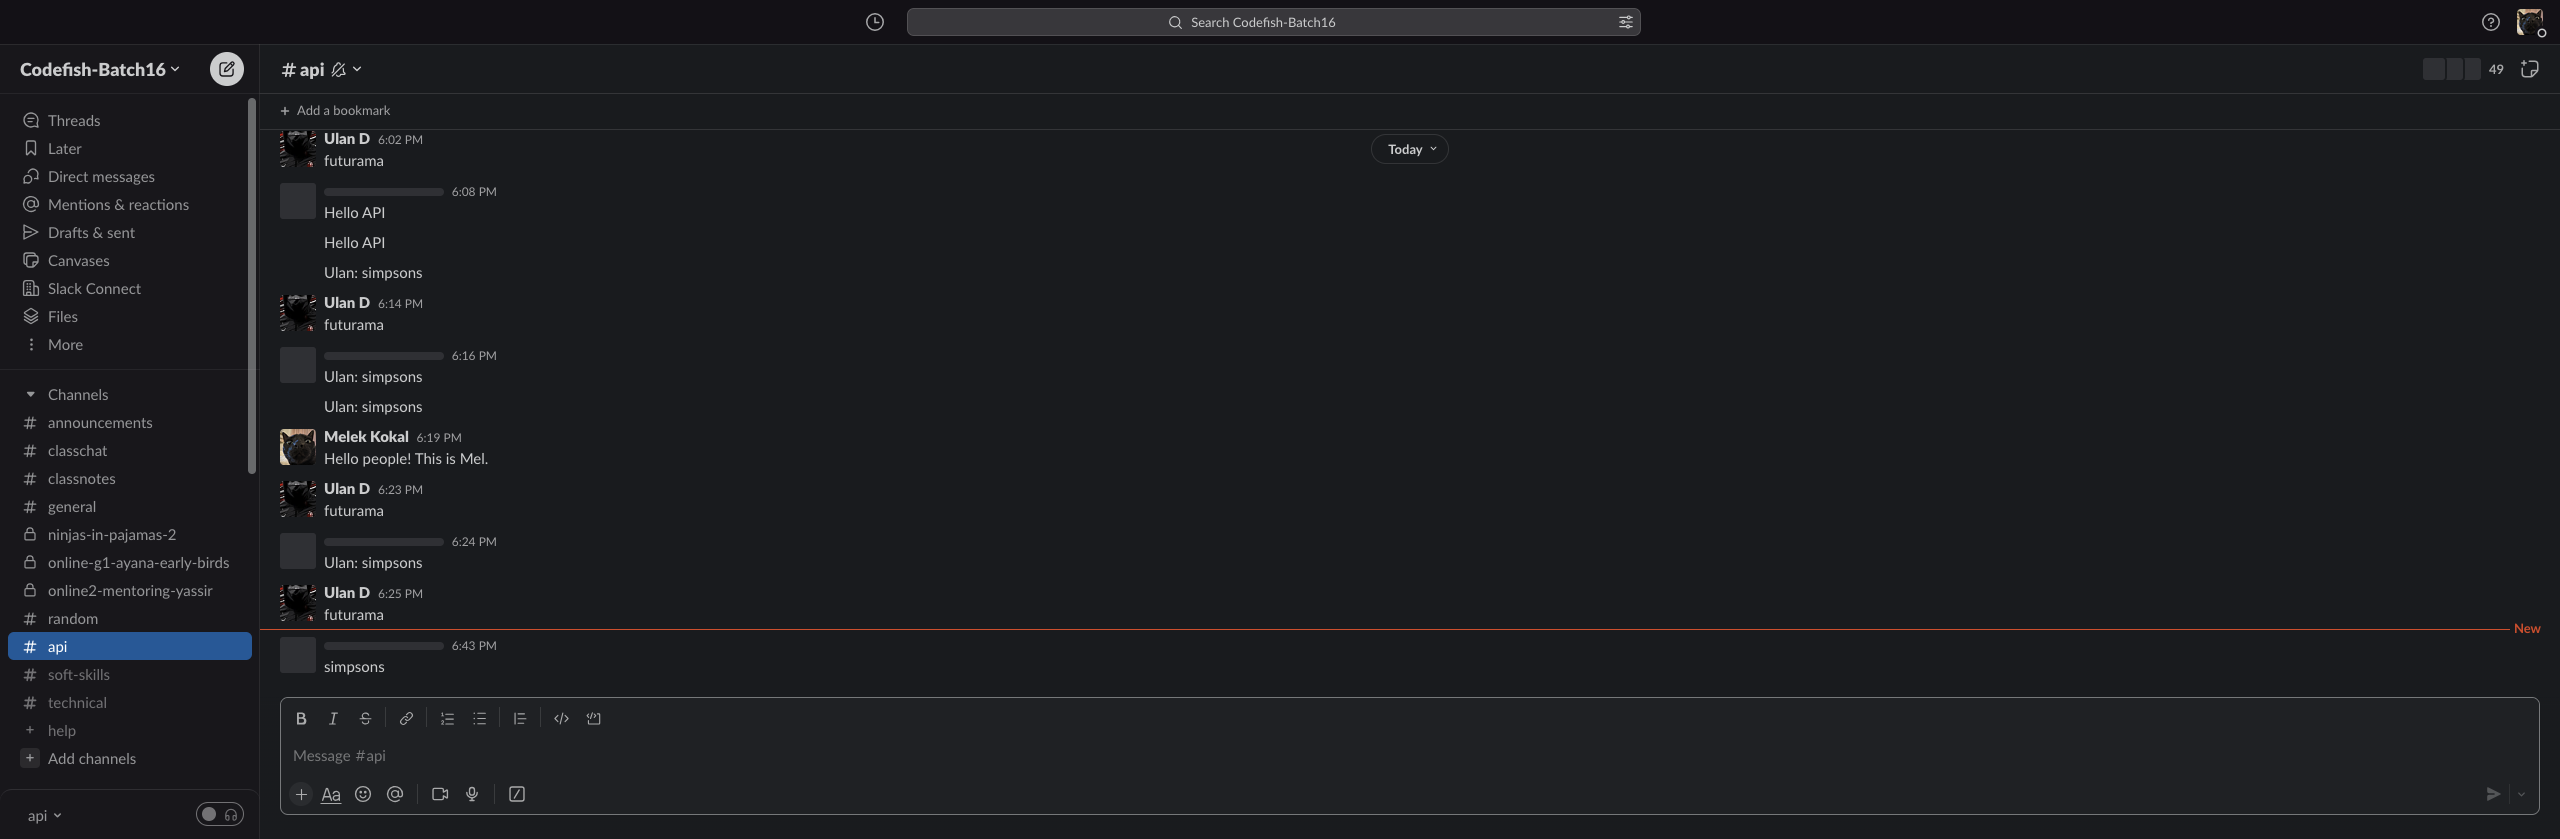 Search Codefish-Batch16
Codefish-Batch16
Threads
Later
Direct messages
Mentions & reactions
Drafts & sent
Canvases
Slack Connect
Files
More
Channels
# announcements
# classchat
# classnotes
# general
ninjas-in-pajamas-2
online-g1-ayana-early-birds
online2-mentoring-yassir
# random
# api
# soft-skills
# technical
+ help
+ Add channels
api
# api
49
+ Add a bookmark
Today
Ulan D 6:02 PM
futurama
6:08 PM
Hello API
Hello API
Ulan: simpsons
Ulan D 6:14 PM
futurama
6:16 PM
Ulan: simpsons
Ulan: simpsons
Melek Kokal 6:19 PM
Hello people! This is Mel.
Ulan D 6:23 PM
futurama
6:24 PM
Ulan: simpsons
Ulan D 6:25 PM
futurama
New
6:43 PM
simpsons
B I S
Message #api
+ Aa @